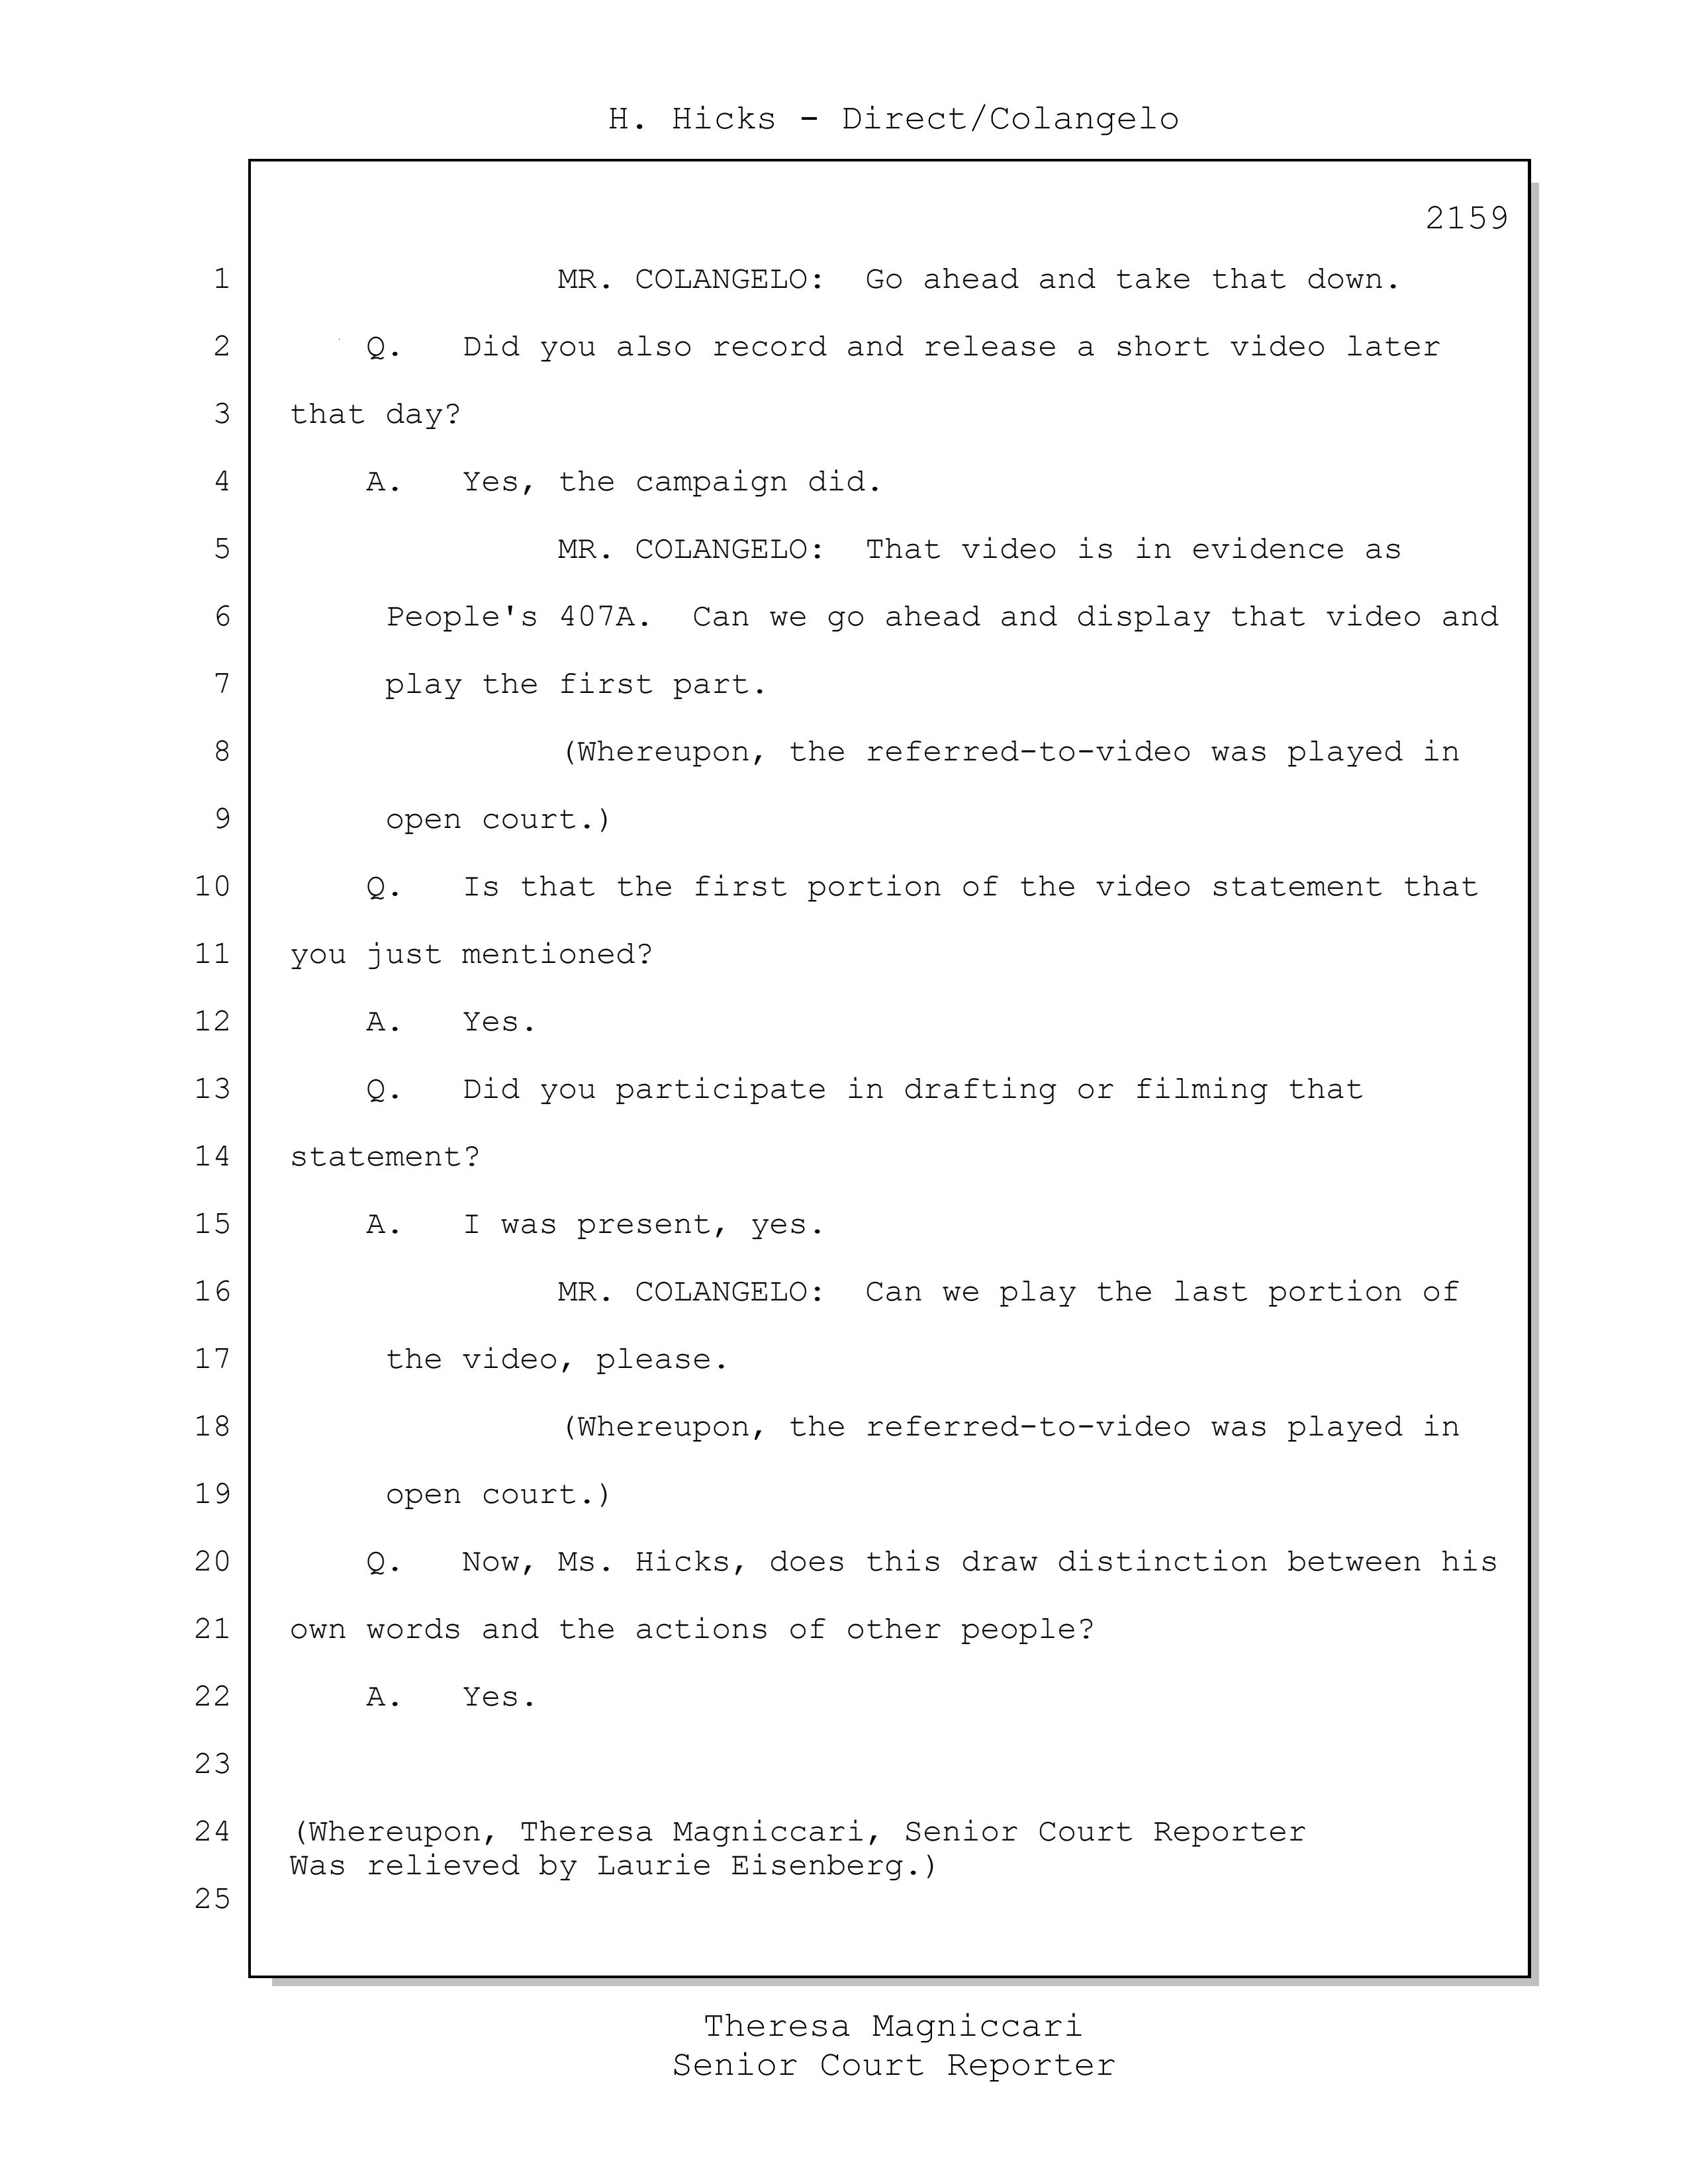 H. Hicks - Direct/Colangelo
2159
1 MR. COLANGELO: Go ahead and take that down.
2 Q. Did you also record and release a short video later
3 that day?
4 A. Yes, the campaign did.
5 MR. COLANGELO: That video is in evidence as
6 People's 407A. Can we go ahead and display that video and
7 play the first part.
8 (Whereupon, the referred-to-video was played in
9 open court.)
10 Q. Is that the first portion of the video statement that
11 you just mentioned?
12 A. Yes.
13 Q. Did you participate in drafting or filming that
14 statement?
15 A. I was present, yes.
16 MR. COLANGELO: Can we play the last portion of
17 the video, please.
18 (Whereupon, the referred-to-video was played in
19 open court.)
20 Q. Now, Ms. Hicks, does this draw distinction between his
21 own words and the actions of other people?
22 A. Yes.
23
24 (Whereupon, Theresa Magniccari, Senior Court Reporter
Was relieved by Laurie Eisenberg.)
25
Theresa Magniccari
Senior Court Reporter